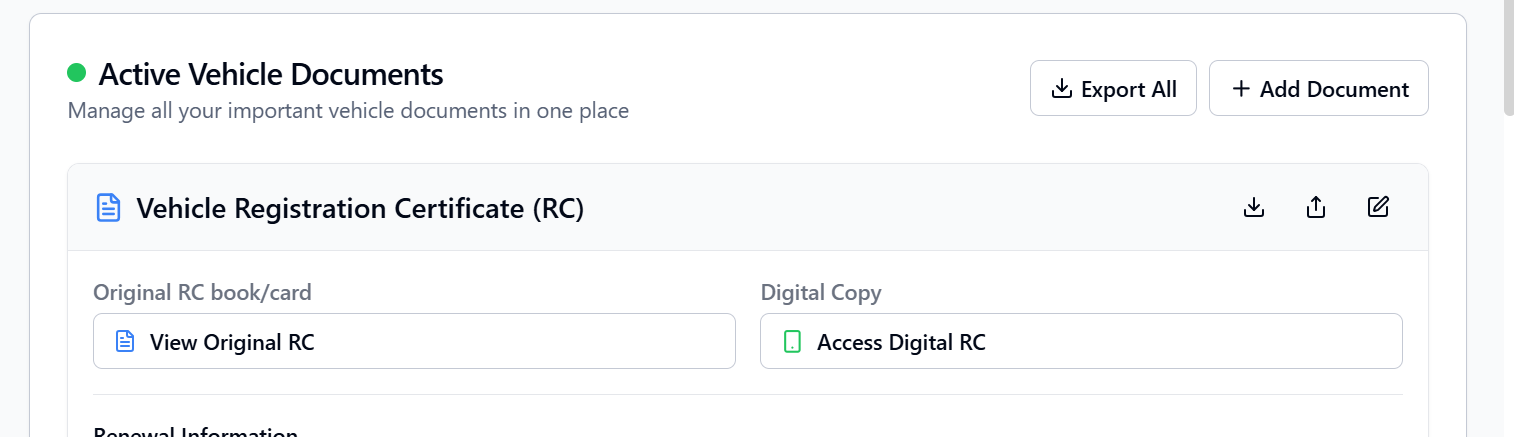 Active Vehicle Documents
Manage all your important vehicle documents in one place
Export All
Add Document
Vehicle Registration Certificate (RC)
Original RC book/card
Digital Copy
View Original RC
Access Digital RC
Renewal Information